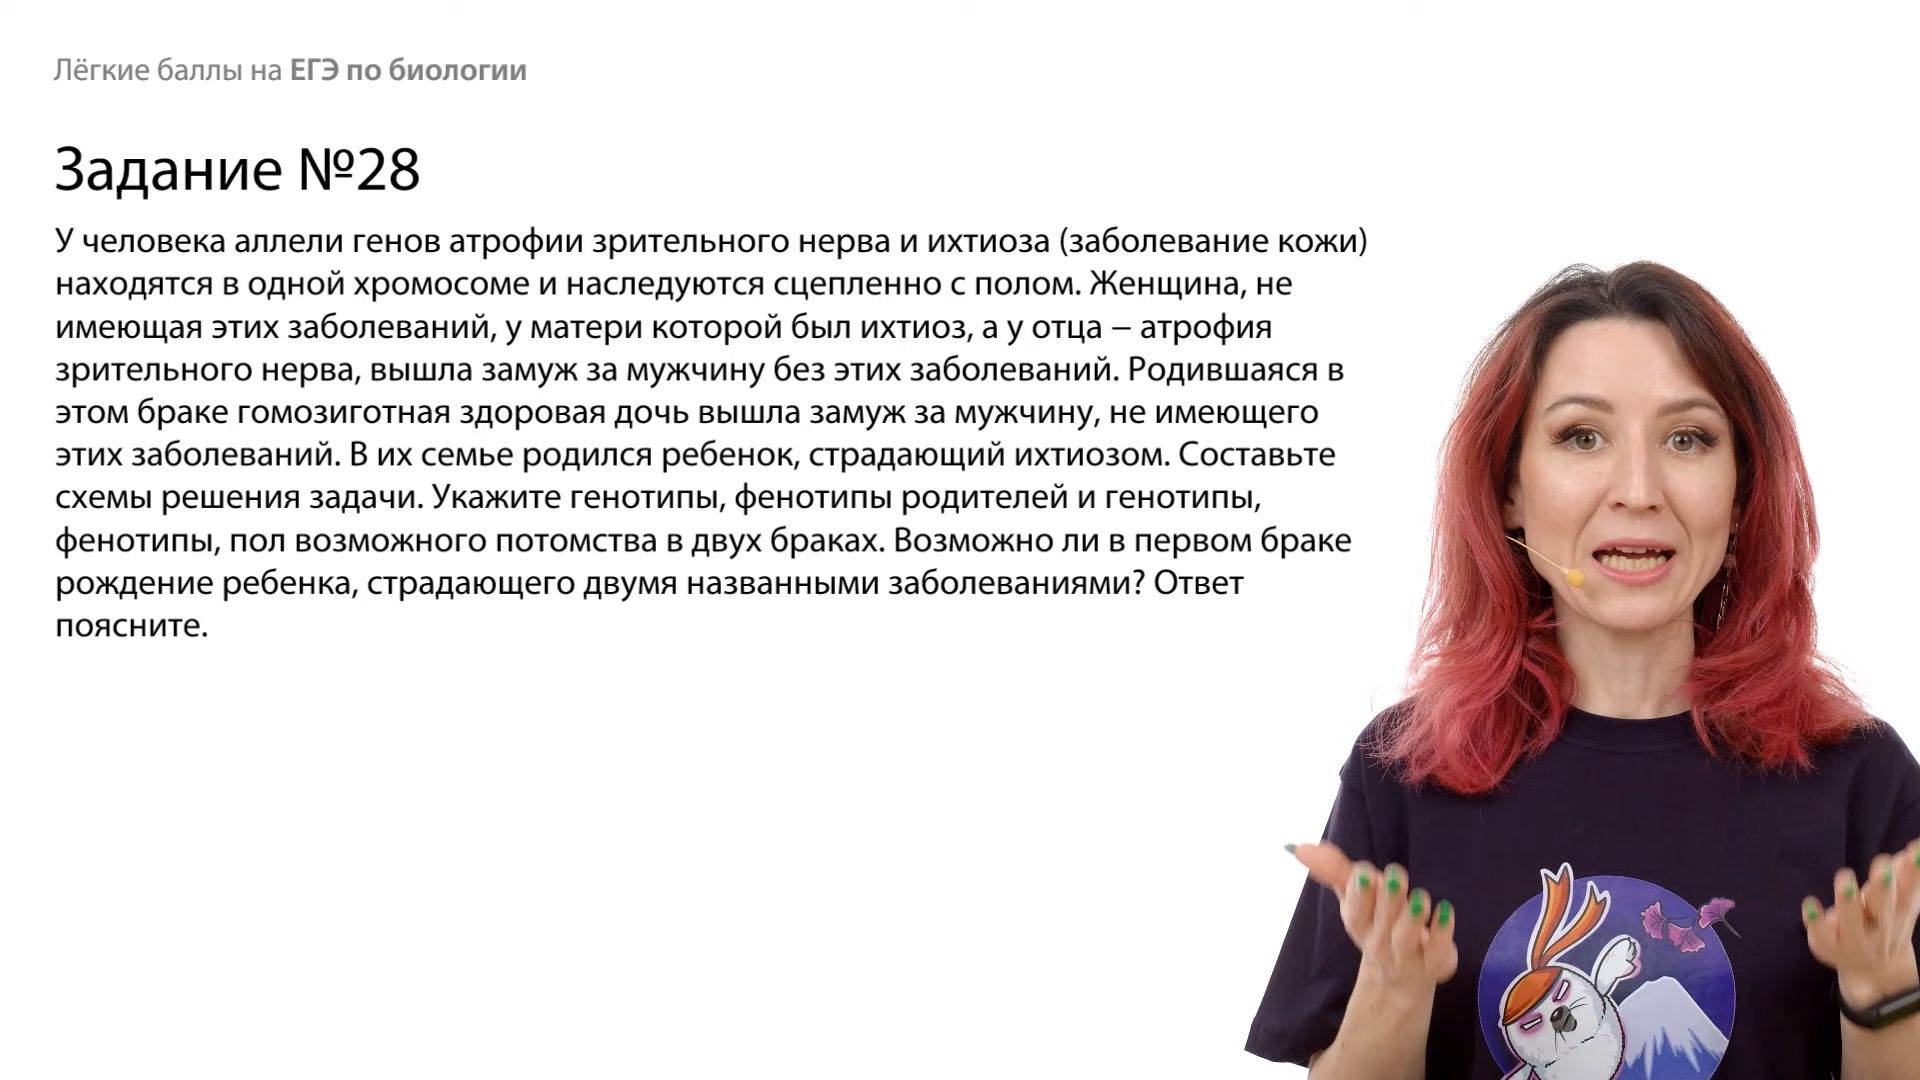 Лёгкие баллы на ЕГЭ по биологии
Задание №28
У человека аллели генов атрофии зрительного нерва и ихтиоза (заболевание кожи)
находятся в одной хромосоме и наследуются сцепленно с полом. Женщина, не
имеющая этих заболеваний, у матери которой был ихтиоз, а у отца – атрофия
зрительного нерва, вышла замуж за мужчину без этих заболеваний. Родившаяся в
этом браке гомозиготная здоровая дочь вышла замуж за мужчину, не имеющего
этих заболеваний. В их семье родился ребенок, страдающий ихтиозом. Составьте
схемы решения задачи. Укажите генотипы, фенотипы родителей и генотипы,
фенотипы, пол возможного потомства в двух браках. Возможно ли в первом браке
рождение ребенка, страдающего двумя названными заболеваниями? Ответ
поясните.